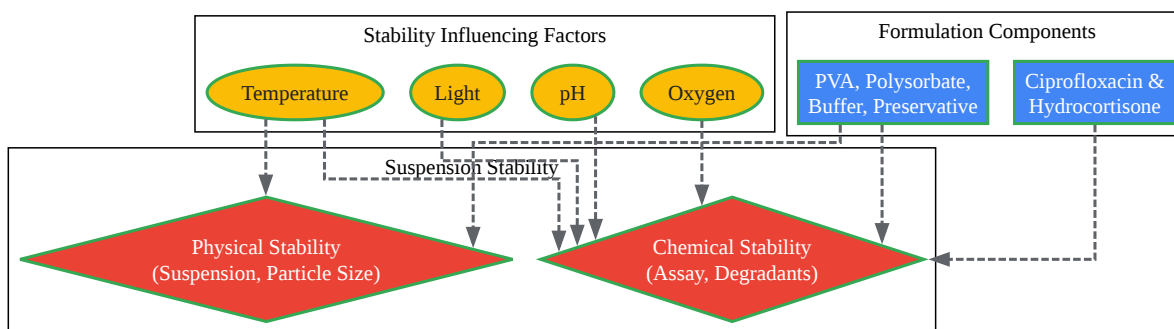 Stability Influencing Factors
Formulation Components
Temperature
Light
pH
Oxygen
PVA, Polysorbate,
Buffer, Preservative
Ciprofloxacin &
Hydrocortisone
Suspension Stability
Physical Stability
(Suspension, Particle Size)
Chemical Stability
(Assay, Degradants)